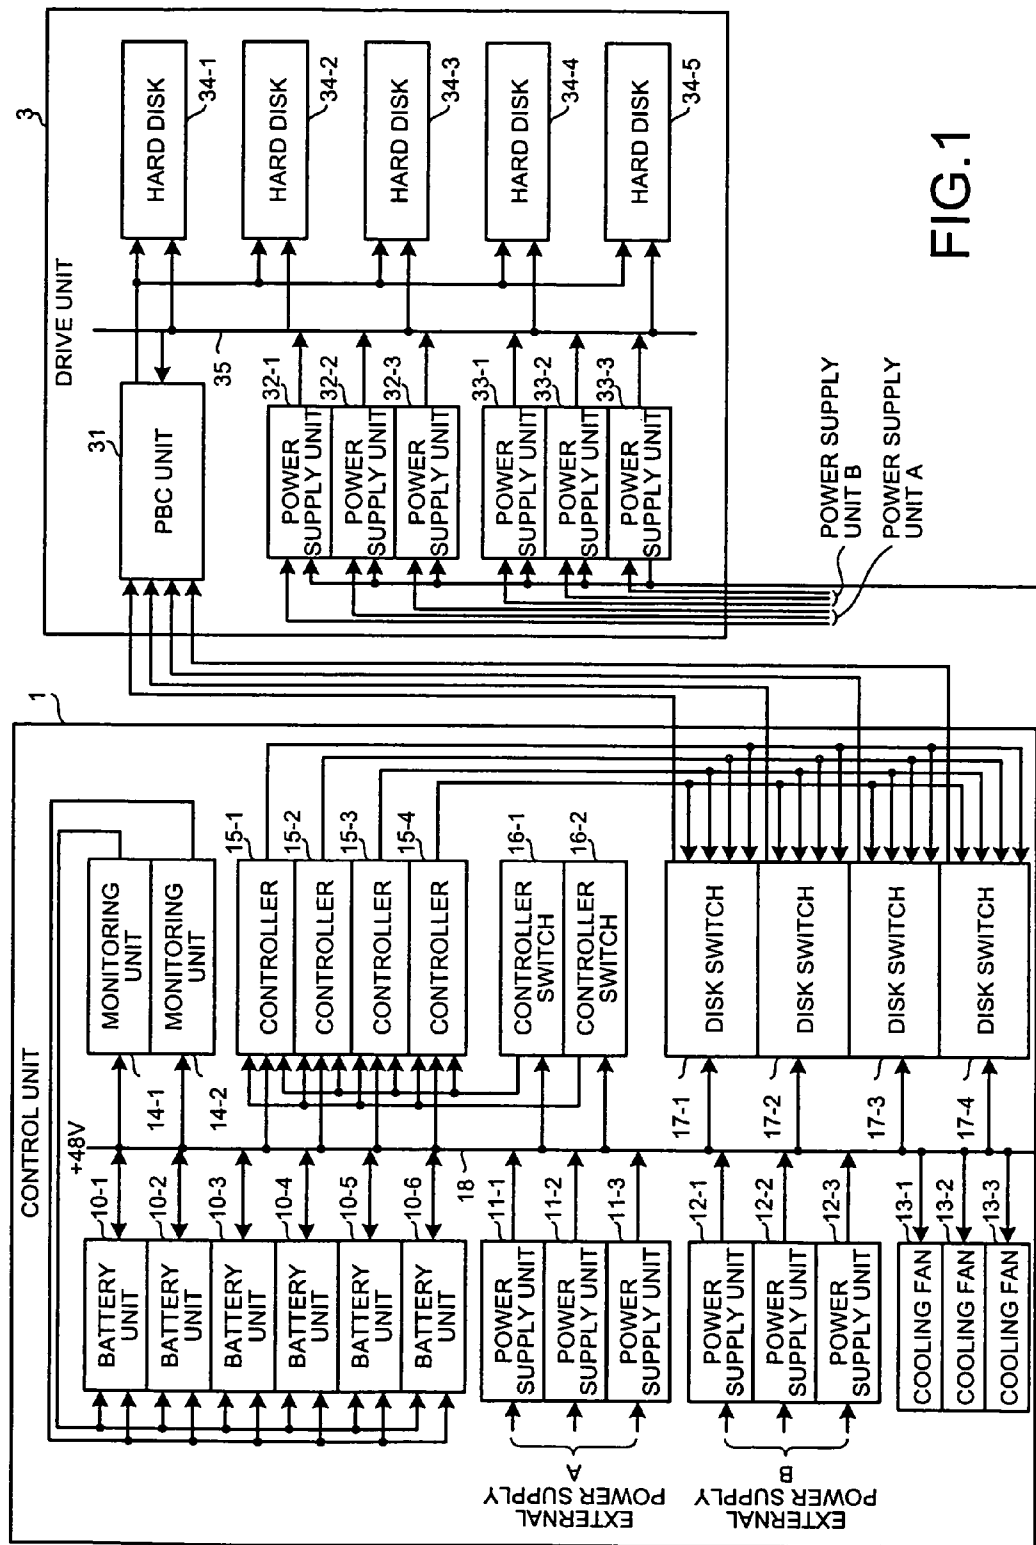 CONTROL UNIT
1
+48V
BATTERY UNIT
10-1
BATTERY UNIT
10-2
BATTERY UNIT
10-3
BATTERY UNIT
10-4
BATTERY UNIT
10-5
BATTERY UNIT
10-6
18
EXTERNAL POWER SUPPLY A
POWER SUPPLY UNIT
11-1
POWER SUPPLY UNIT
11-2
POWER SUPPLY UNIT
11-3
EXTERNAL POWER SUPPLY B
POWER SUPPLY UNIT
12-1
POWER SUPPLY UNIT
12-2
POWER SUPPLY UNIT
12-3
COOLING FAN
13-1
COOLING FAN
13-2
COOLING FAN
13-3
MONITORING UNIT
14-1
MONITORING UNIT
14-2
CONTROLLER
15-1
CONTROLLER
15-2
CONTROLLER
15-3
CONTROLLER
15-4
CONTROLLER SWITCH
16-1
CONTROLLER SWITCH
16-2
DISK SWITCH
17-1
DISK SWITCH
17-2
DISK SWITCH
17-3
DISK SWITCH
17-4
DRIVE UNIT
3
PBC UNIT
31
35
POWER SUPPLY UNIT
32-1
POWER SUPPLY UNIT
32-2
POWER SUPPLY UNIT
32-3
POWER SUPPLY UNIT
33-1
POWER SUPPLY UNIT
33-2
POWER SUPPLY UNIT
33-3
HARD DISK
34-1
HARD DISK
34-2
HARD DISK
34-3
HARD DISK
34-4
HARD DISK
34-5
POWER SUPPLY UNIT B
POWER SUPPLY UNIT A
FIG.1